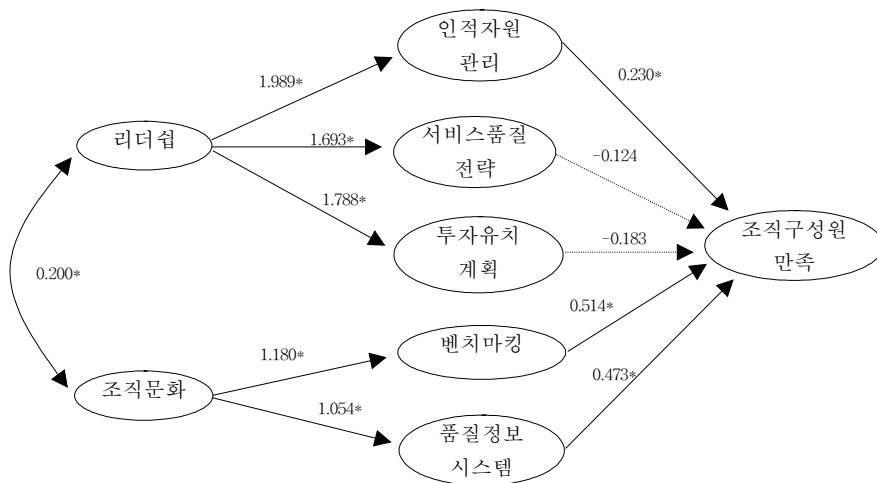 인적자원
관리
1.989*
0.230*
리더쉽
1.693*
서비스품질
전략
-0.124
1.788*
투자유치
계획
-0.183
조직구성원
만족
0.200*
0.514*
벤치마킹
1.180*
조직문화
1.054*
0.473*
품질정보
시스템